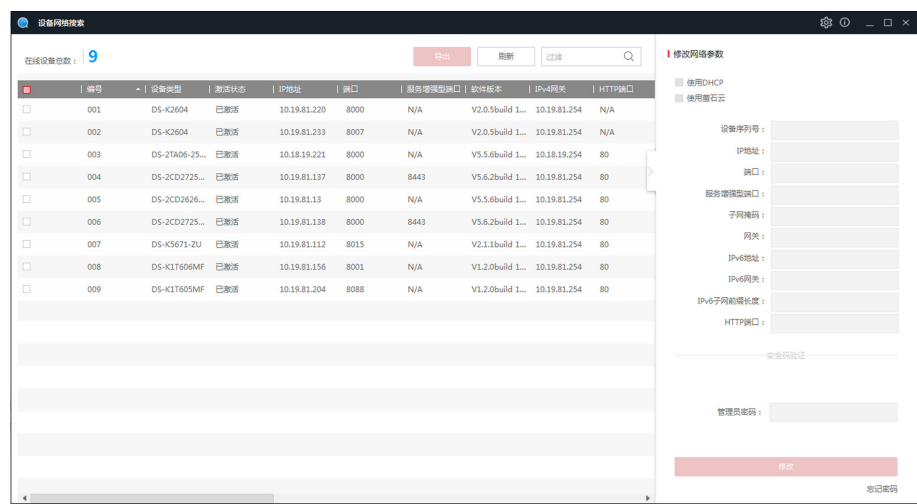 设备网络搜索
在线设备总数： 9 导出 刷新 过滤
编号 设备类型 激活状态 IP地址 端口 服务增强型端口 软件版本 IPv4网关 HTTP端口
001 DS-K2604 已激活 10.19.81.220 8000 N/A V2.0.5build 1... 10.19.81.254 N/A
002 DS-K2604 已激活 10.19.81.233 8007 N/A V2.0.5build 1... 10.19.81.254 N/A
003 DS-2TA06-25... 已激活 10.18.19.221 8000 N/A V5.5.6build 1... 10.18.19.254 80
004 DS-2CD2725... 已激活 10.19.81.137 8000 8443 V5.6.2build 1... 10.19.81.254 80
005 DS-2CD2626... 已激活 10.19.81.13 8000 N/A V5.5.6build 1... 10.19.81.254 80
006 DS-2CD2725... 已激活 10.19.81.138 8000 8443 V5.6.2build 1... 10.19.81.254 80
007 DS-K5671-ZU 已激活 10.19.81.112 8015 N/A V2.1.1build 1... 10.19.81.254 80
008 DS-K1T606MF 已激活 10.19.81.156 8001 N/A V1.2.0build 1... 10.19.81.254 80
009 DS-K1T605MF 已激活 10.19.81.204 8088 N/A V1.2.0build 1... 10.19.81.254 80
修改网络参数
使用DHCP
使用萤石云
设备序列号：
IP地址：
端口：
服务增强型端口：
子网掩码：
网关：
IPv6地址：
IPv6网关：
IPv6子网前缀长度：
HTTP端口：
安全码验证
管理员密码：
修改
忘记密码